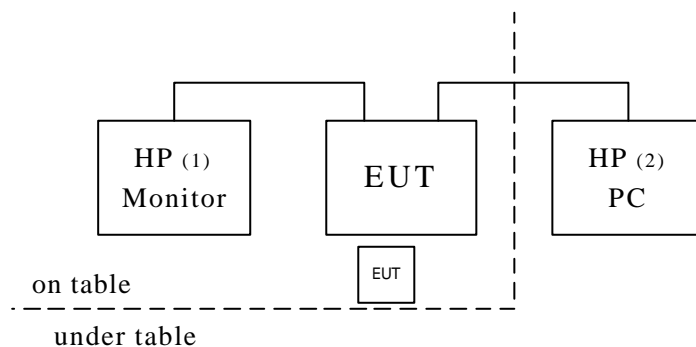 HP (1)
Monitor
EUT
HP (2)
PC
EUT
on table
under table